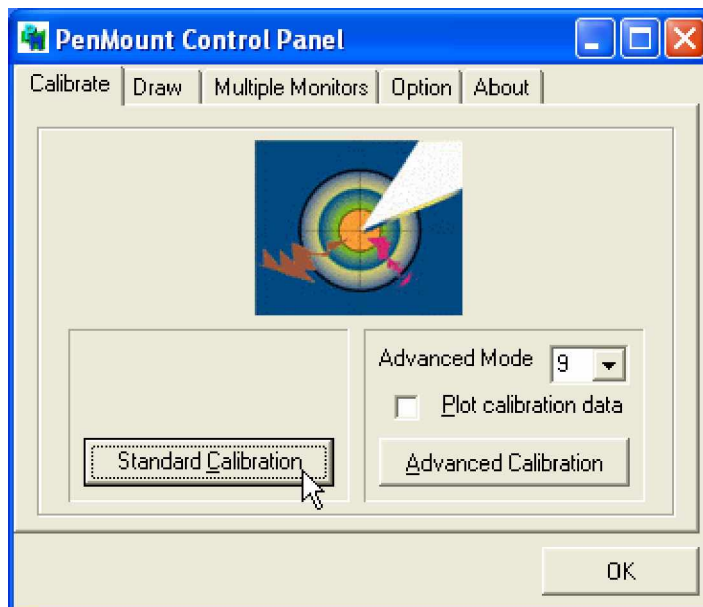 PenMount Control Panel
Calibrate Draw Multiple Monitors Option About
Advanced Mode 9
Plot calibration data
Standard Calibration
Advanced Calibration
OK